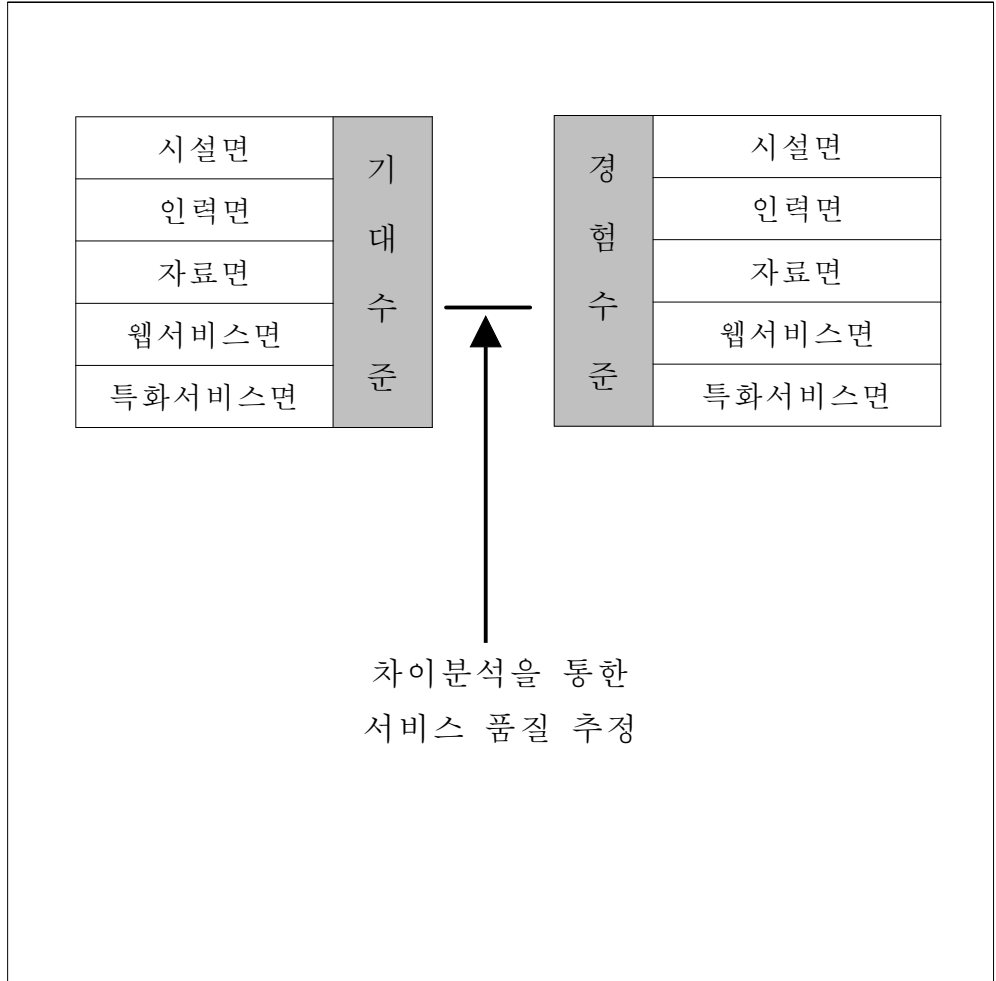 시설면
인력면
자료면
웹서비스면
특화서비스면
기
대
수
준
경
험
수
준
시설면
인력면
자료면
웹서비스면
특화서비스면
차이분석을 통한
서비스 품질 추정